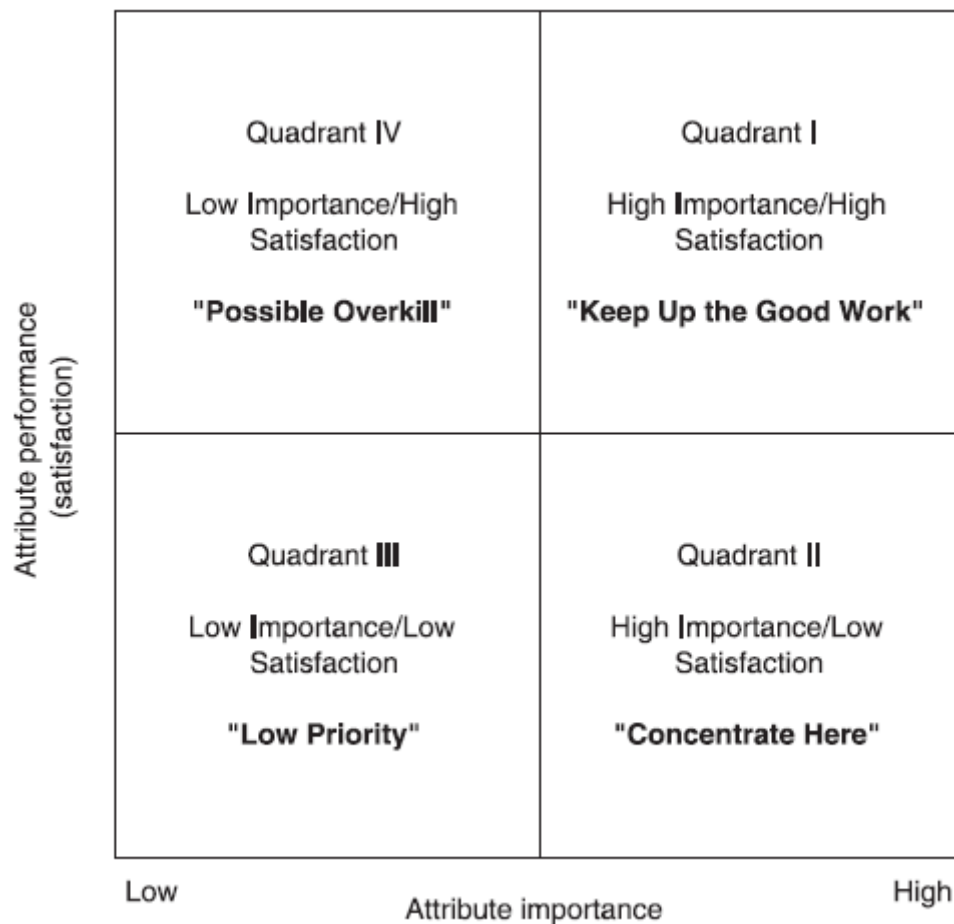 Attribute performance
(satisfaction)
Quadrant IV
Low Importance/High
Satisfaction
"Possible Overkill"
Quadrant I
High Importance/High
Satisfaction
"Keep Up the Good Work"
Quadrant III
Low Importance/Low
Satisfaction
"Low Priority"
Quadrant II
High Importance/Low
Satisfaction
"Concentrate Here"
Low
Attribute importance
High